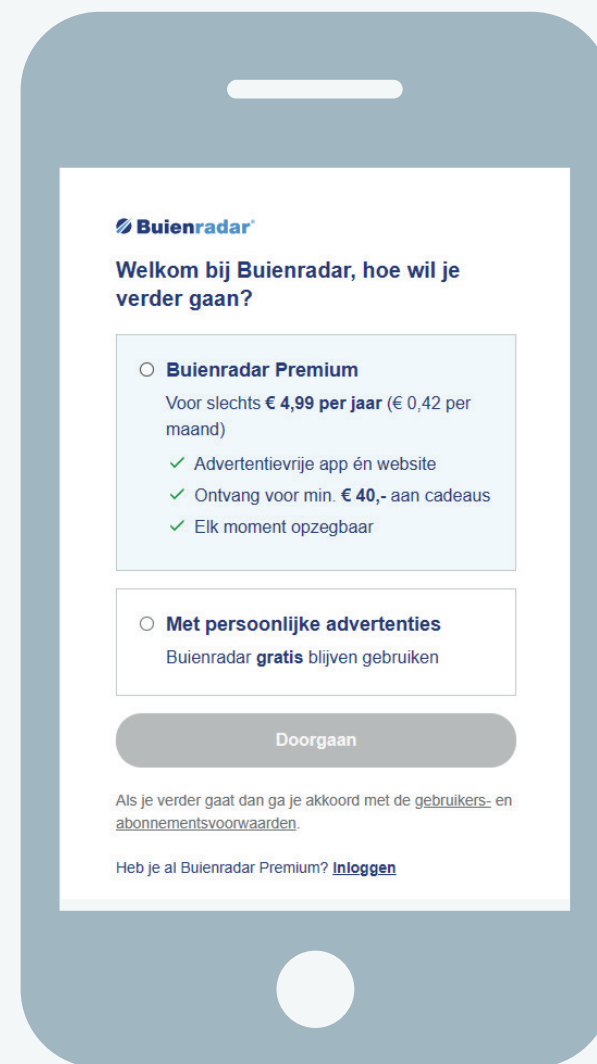 Buienradar
Welkom bij Buienradar, hoe wil je
verder gaan?
Buienradar Premium
Voor slechts € 4,99 per jaar (€ 0,42 per
maand)
Advertentievrije app én website
Ontvang voor min. € 40,- aan cadeaus
Elk moment opzegbaar
Met persoonlijke advertenties
Buienradar gratis blijven gebruiken
Doorgaan
Als je verder gaat dan ga je akkoord met de gebruikers- en
abonnementsvoorwaarden.
Heb je al Buienradar Premium? Inloggen